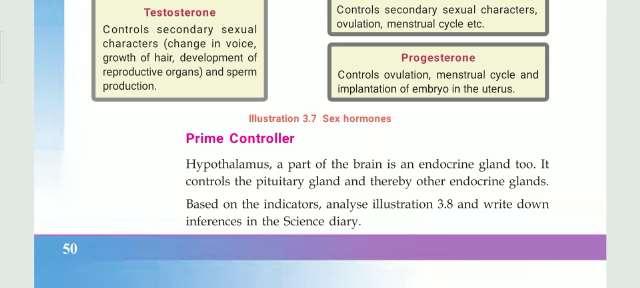 Testosterone
Controls secondary sexual
characters (change in voice,
growth of hair, development of
reproductive organs) and sperm
production.
Controls secondary sexual characters,
ovulation, menstrual cycle etc.
Progesterone
Controls ovulation, menstrual cycle and
implantation of embryo in the uterus.
Illustration 3.7 Sex hormones
Prime Controller
Hypothalamus, a part of the brain is an endocrine gland too. It
controls the pituitary gland and thereby other endocrine glands.
Based on the indicators, analyse illustration 3.8 and write down
inferences in the Science diary.
50